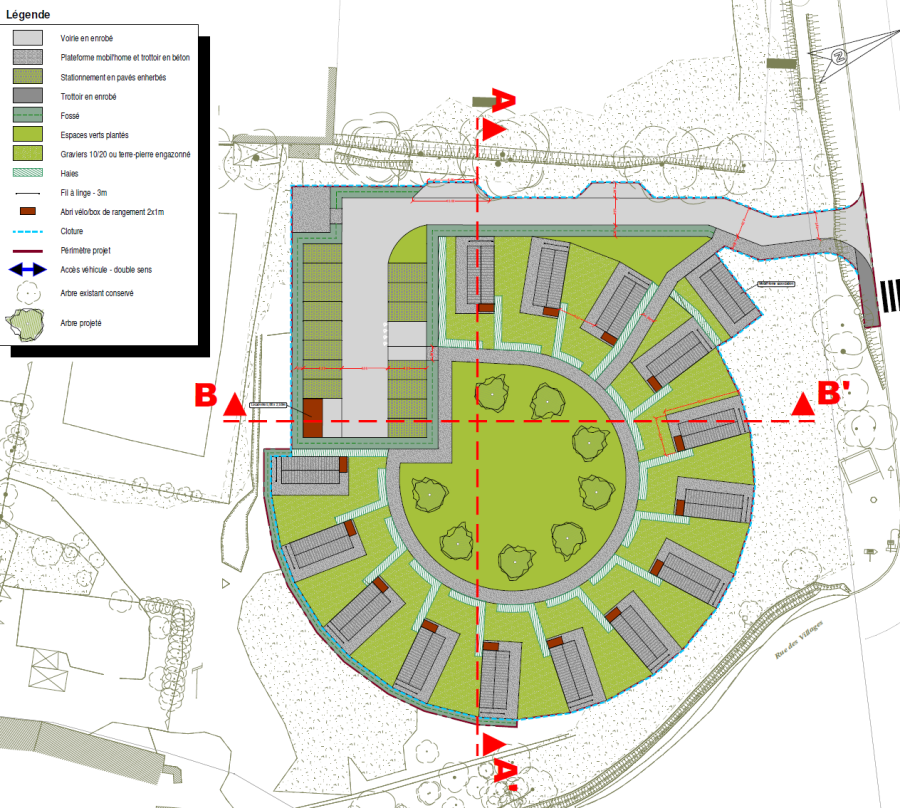 Légende
Voirie en enrobé
Plateforme mobil'home et trottoir en béton
Stationnement en pavés enherbés
Trottoir en enrobé
Fossé
Espaces verts plantés
Graviers 10/20 ou terre-pierre engazonné
Haies
Fil à linge - 3m
Abri vélo/box de rangement 2x1m
Cloture
Périmètre projet
Accès véhicule - double sens
Arbre existant conservé
Arbre projeté
A
B
B'
A'
Rue des Villages